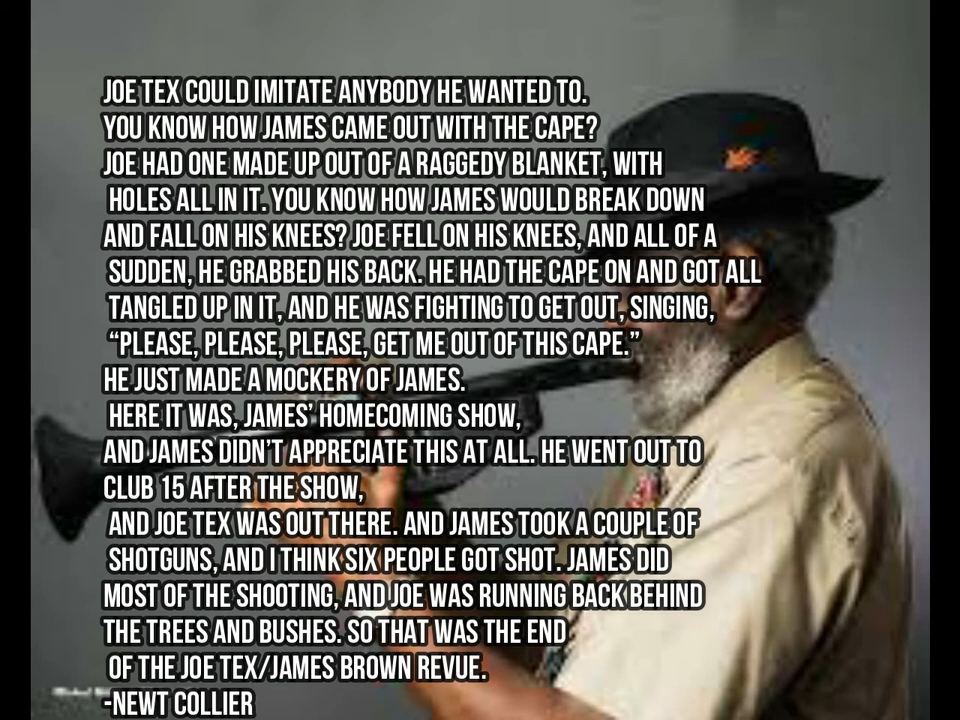 JOE TEX COULD IMITATE ANYBODY HE WANTED TO.
YOU KNOW HOW JAMES CAME OUT WITH THE CAPE?
JOE HAD ONE MADE UP OUT OF A RAGGEDY BLANKET, WITH
HOLES ALL IN IT. YOU KNOW HOW JAMES WOULD BREAK DOWN
AND FALL ON HIS KNEES? JOE FELL ON HIS KNEES, AND ALL OF A
SUDDEN, HE GRABBED HIS BACK. HE HAD THE CAPE ON AND GOT ALL
TANGLED UP IN IT, AND HE WAS FIGHTING TO GET OUT, SINGING,
“PLEASE, PLEASE, PLEASE, GET ME OUT OF THIS CAPE.”
HE JUST MADE A MOCKERY OF JAMES.
HERE IT WAS, JAMES’ HOMECOMING SHOW,
AND JAMES DIDN’T APPRECIATE THIS AT ALL. HE WENT OUT TO
CLUB 15 AFTER THE SHOW,
AND JOE TEX WAS OUT THERE. AND JAMES TOOK A COUPLE OF
SHOTGUNS, AND I THINK SIX PEOPLE GOT SHOT. JAMES DID
MOST OF THE SHOOTING, AND JOE WAS RUNNING BACK BEHIND
THE TREES AND BUSHES. SO THAT WAS THE END
OF THE JOE TEX/JAMES BROWN REVUE.
-NEWT COLLIER